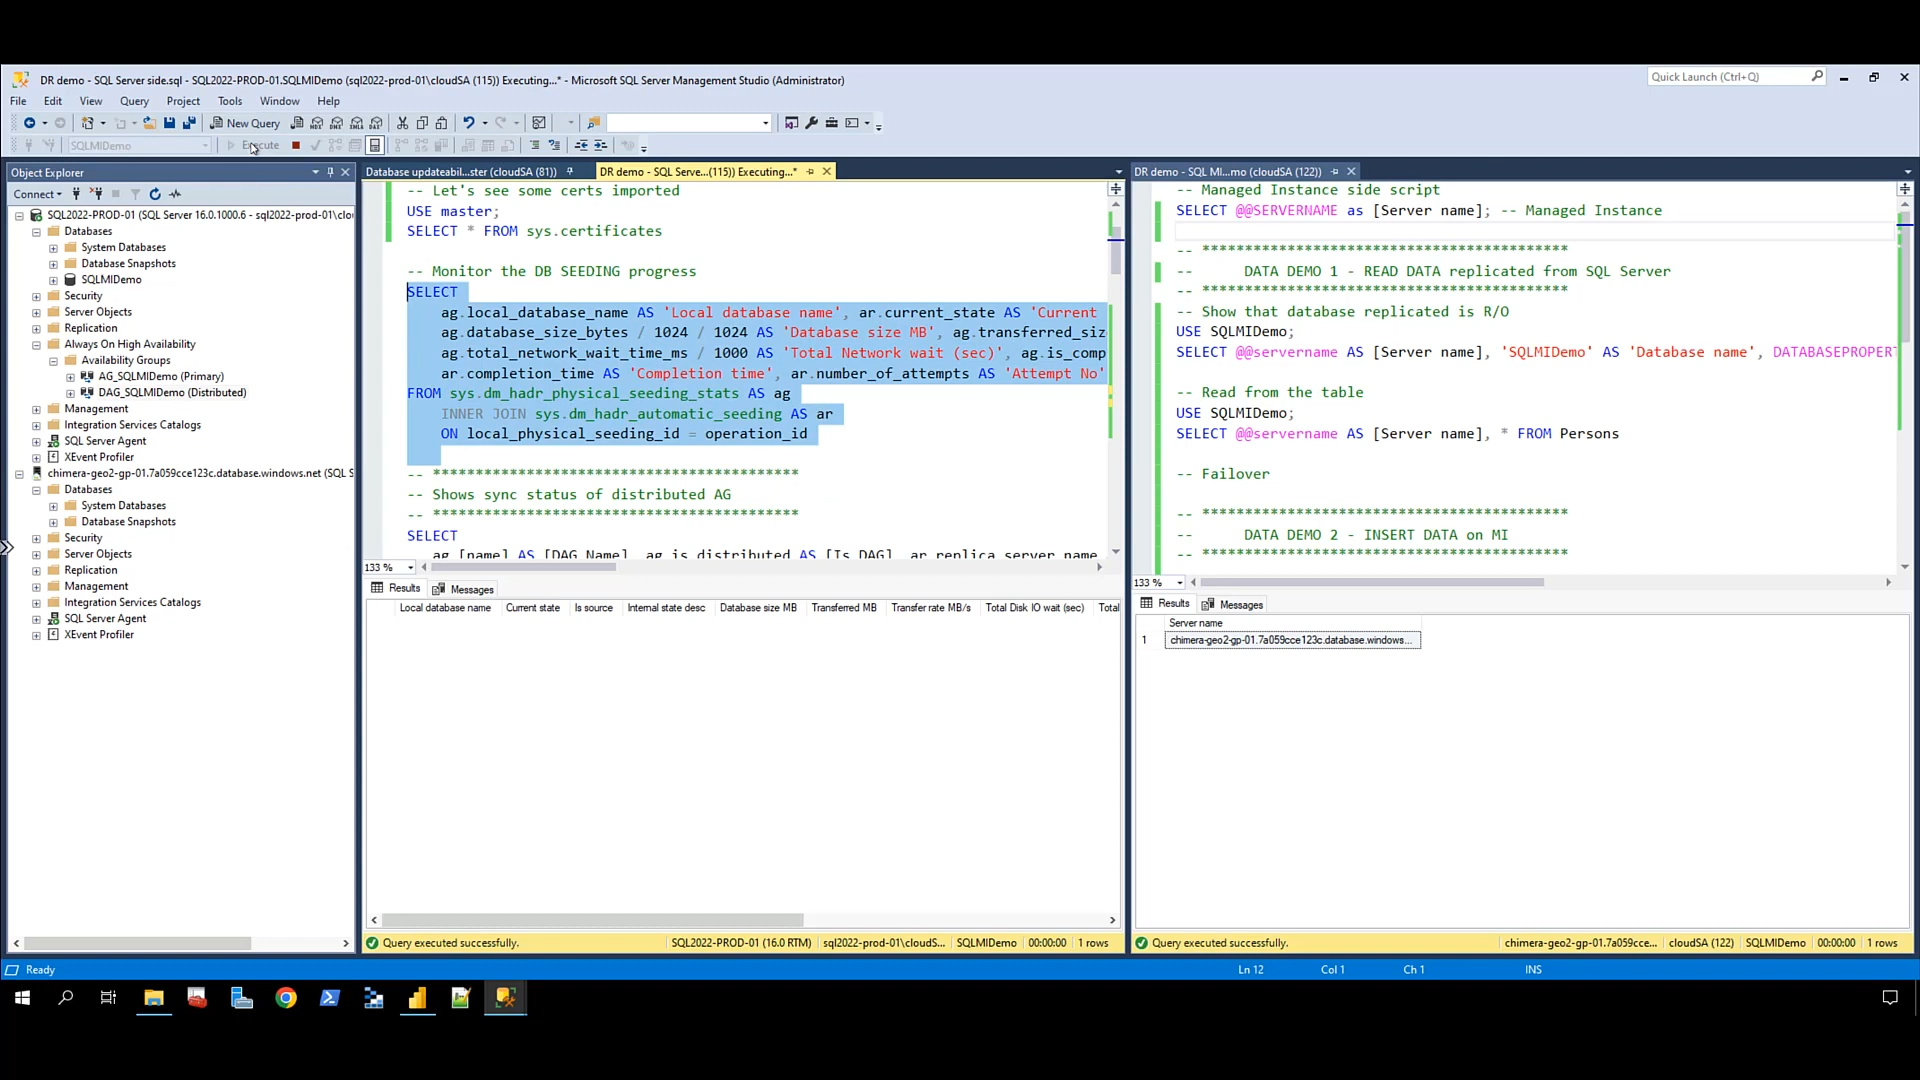 DR demo - SQL Server side.sql - SQL2022-PROD-01.SQLMIDemo (sql2022-prod-01\cloudSA (115)) Executing...* - Microsoft SQL Server Management Studio (Administrator)
Quick Launch (Ctrl+Q)
File Edit View Query Project Tools Window Help
New Query
SQLMIDemo
Execute
Object Explorer
Connect
SQL2022-PROD-01 (SQL Server 16.0.1000.6 - sql2022-prod-01\clou
Databases
System Databases
Database Snapshots
SQLMIDemo
Security
Server Objects
Replication
Always On High Availability
Availability Groups
AG_SQLMIDemo (Primary)
DAG_SQLMIDemo (Distributed)
Management
Integration Services Catalogs
SQL Server Agent
XEvent Profiler
chimera-geo2-gp-01.7a059cce123c.database.windows.net (SQL S
Databases
System Databases
Database Snapshots
Security
Server Objects
Replication
Management
Integration Services Catalogs
SQL Server Agent
XEvent Profiler
Database updateabil...ster (cloudSA (81))
DR demo - SQL Serve...(115)) Executing...*
-- Let's see some certs imported
USE master;
SELECT * FROM sys.certificates
-- Monitor the DB SEEDING progress
SELECT
ag.local_database_name AS 'Local database name', ar.current_state AS 'Current
ag.database_size_bytes / 1024 / 1024 AS 'Database size MB', ag.transferred_siz
ag.total_network_wait_time_ms / 1000 AS 'Total Network wait (sec)', ag.is_comp
ar.completion_time AS 'Completion time', ar.number_of_attempts AS 'Attempt No'
FROM sys.dm_hadr_physical_seeding_stats AS ag
INNER JOIN sys.dm_hadr_automatic_seeding AS ar
ON local_physical_seeding_id = operation_id
-- *******************************************
-- Shows sync status of distributed AG
-- *******************************************
SELECT
ag.[name] AS [DAG Name], ag.is_distributed AS [Is DAG], ar.replica_server_name
133 %
Results Messages
Local database name Current state Is source Internal state desc Database size MB Transferred MB Transfer rate MB/s Total Disk IO wait (sec) Total
Query executed successfully. SQL2022-PROD-01 (16.0 RTM) sql2022-prod-01\cloudS... SQLMIDemo 00:00:00 1 rows
DR demo - SQL MI...mo (cloudSA (122))
-- Managed Instance side script
SELECT @@SERVERNAME as [Server name]; -- Managed Instance
-- *******************************************
-- DATA DEMO 1 - READ DATA replicated from SQL Server
-- *******************************************
-- Show that database replicated is R/O
USE SQLMIDemo;
SELECT @@servername AS [Server name], 'SQLMIDemo' AS 'Database name', DATABASEPROPERT
-- Read from the table
USE SQLMIDemo;
SELECT @@servername AS [Server name], * FROM Persons
-- Failover
-- *******************************************
-- DATA DEMO 2 - INSERT DATA on MI
-- *******************************************
133 %
Results Messages
Server name
1 chimera-geo2-gp-01.7a059cce123c.database.windows...
Query executed successfully. chimera-geo2-gp-01.7a059cce... cloudSA (122) SQLMIDemo 00:00:00 1 rows
Ready Ln 12 Col 1 Ch 1 INS